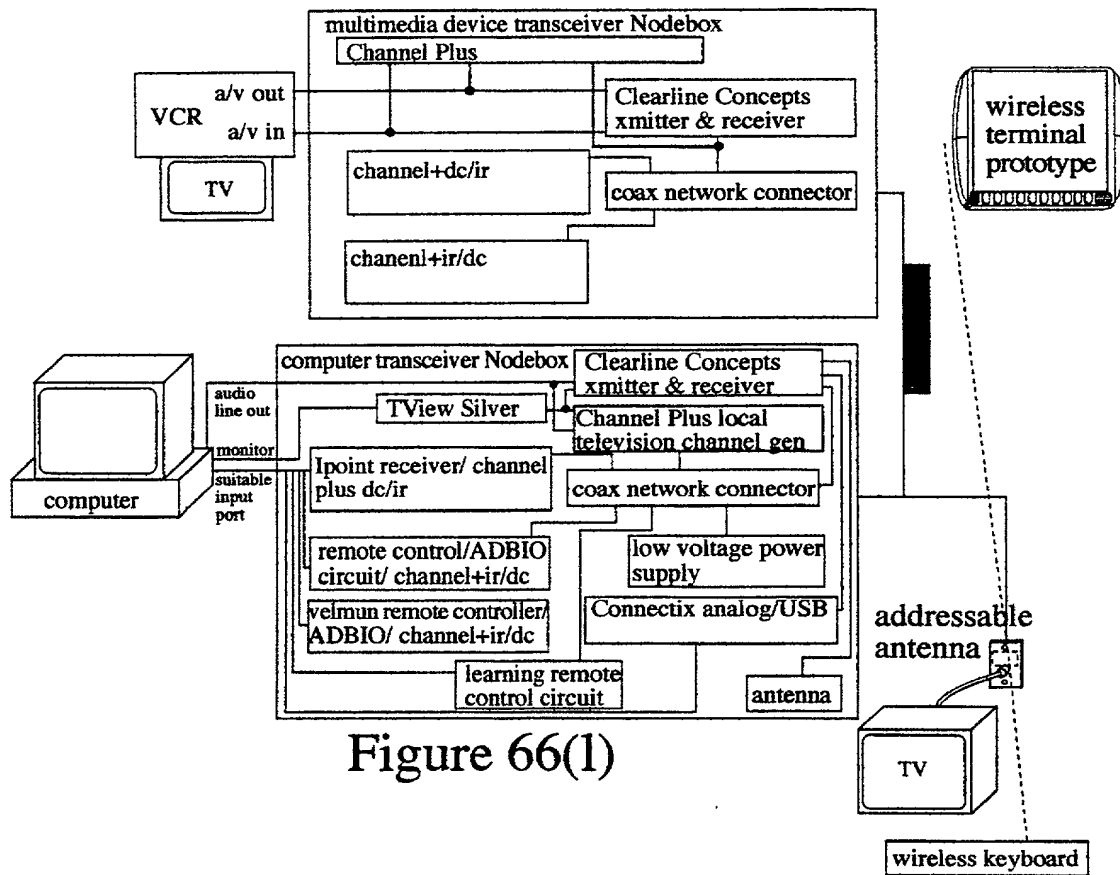 multimedia device transceiver Nodebox
Channel Plus
VCR
a/v out
a/v in
TV
Clearline Concepts
xmitter & receiver
channel+dc/ir
coax network connector
chanenl+ir/dc
wireless
terminal
prototype
computer transceiver Nodebox
Clearline Concepts
xmitter & receiver
audio
line out
TView Silver
Channel Plus local
television channel gen
monitor
suitable
input
port
computer
Ipoint receiver/ channel
plus dc/ir
coax network connector
remote control/ADBIO
circuit/ channel+ir/dc
low voltage power
supply
velmun remote controller/
ADBIO/ channel+ir/dc
Connectix analog/USB
learning remote
control circuit
antenna
addressable
antenna
TV
wireless keyboard
Figure 66(1)